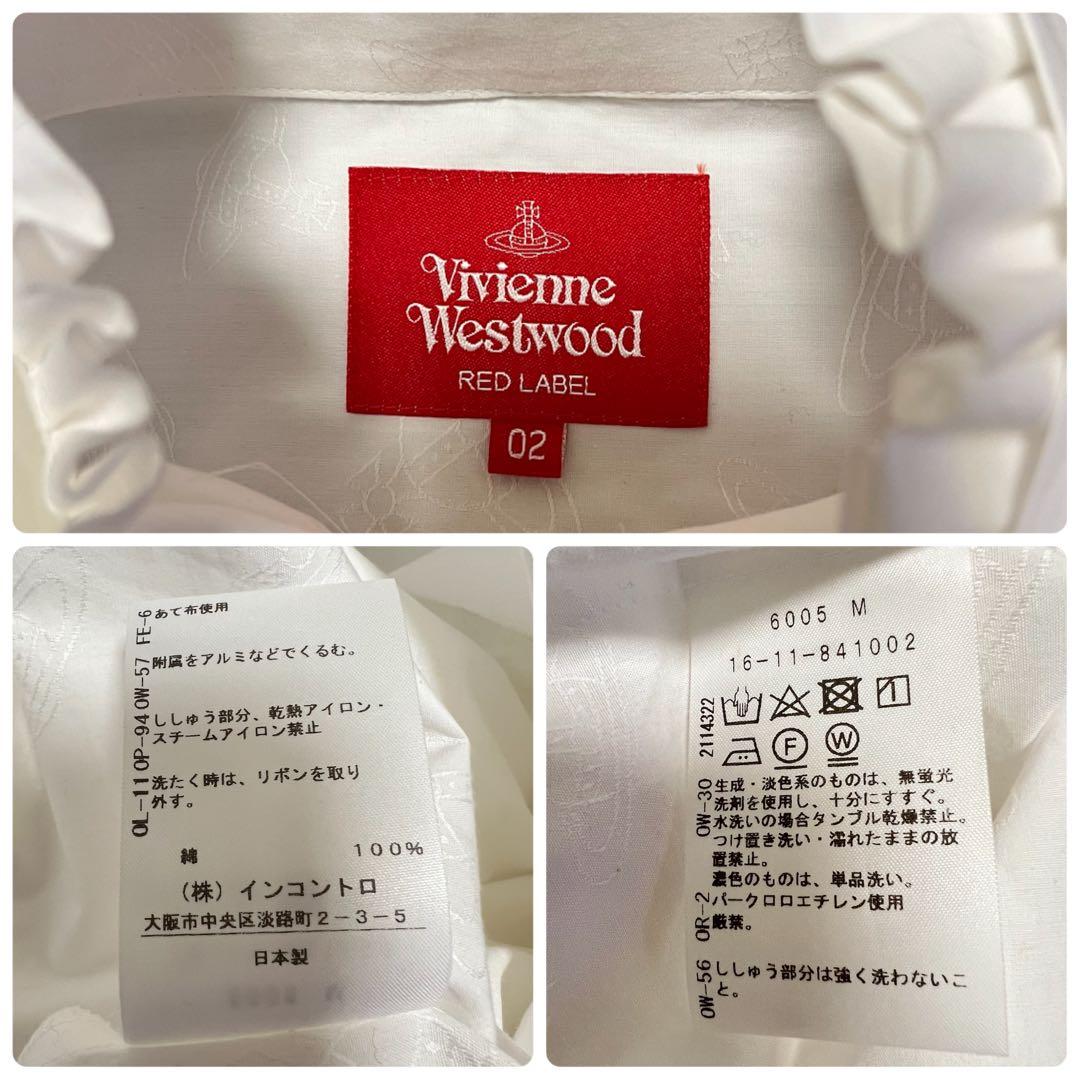 Vivienne
Westwood
RED LABEL
02
FE-6 あて布使用
OW-57 附属をアルミなどでくるむ。
OP-94 ししゅう部分、乾熱アイロン・
スチームアイロン禁止
OL-11 洗たく時は、リボンを取り
外す。
綿 100%
(株)インコントロ
大阪市中央区淡路町2-3-5
日本製
6005 M
16-11-841002
2114322
1
F W
OW-30 生成・淡色系のものは、無蛍光
洗剤を使用し、十分にすすぐ。
水洗いの場合タンブル乾燥禁止。
つけ置き洗い・濡れたままの放
置禁止。
濃色のものは、単品洗い。
OR-2 パークロロエチレン使用
厳禁。
OW-56 ししゅう部分は強く洗わないこ
と。